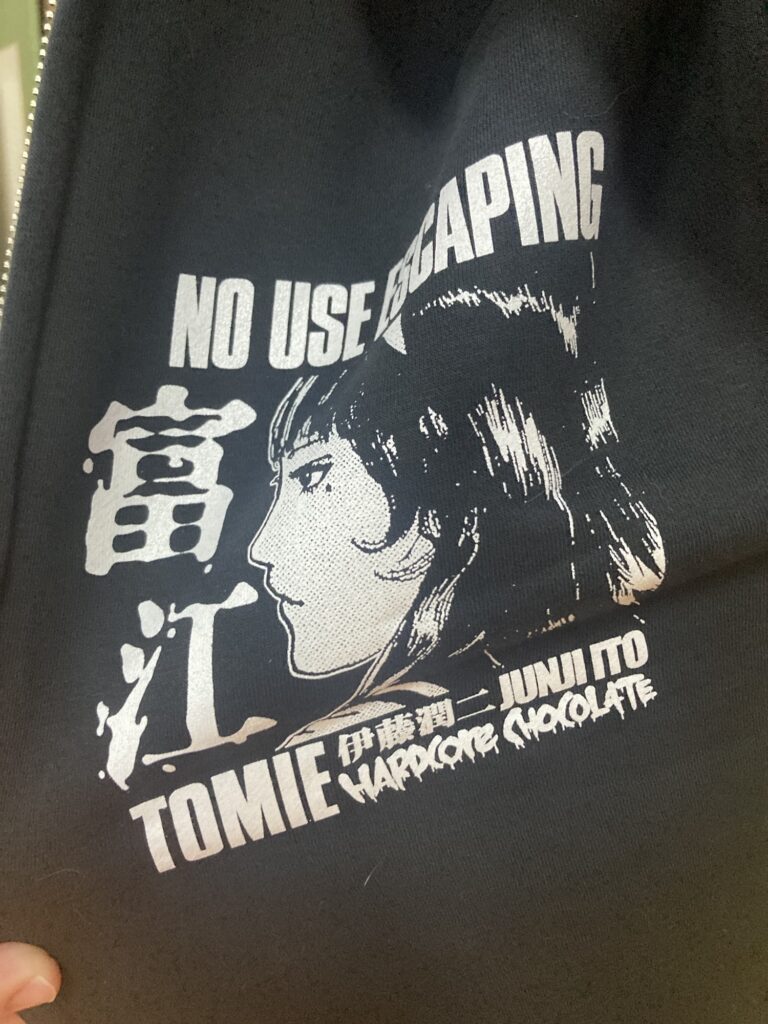 NO USE ESCAPING
富江
TOMIE
伊藤潤二 JUNJI ITO
HARDCORE CHOCOLATE